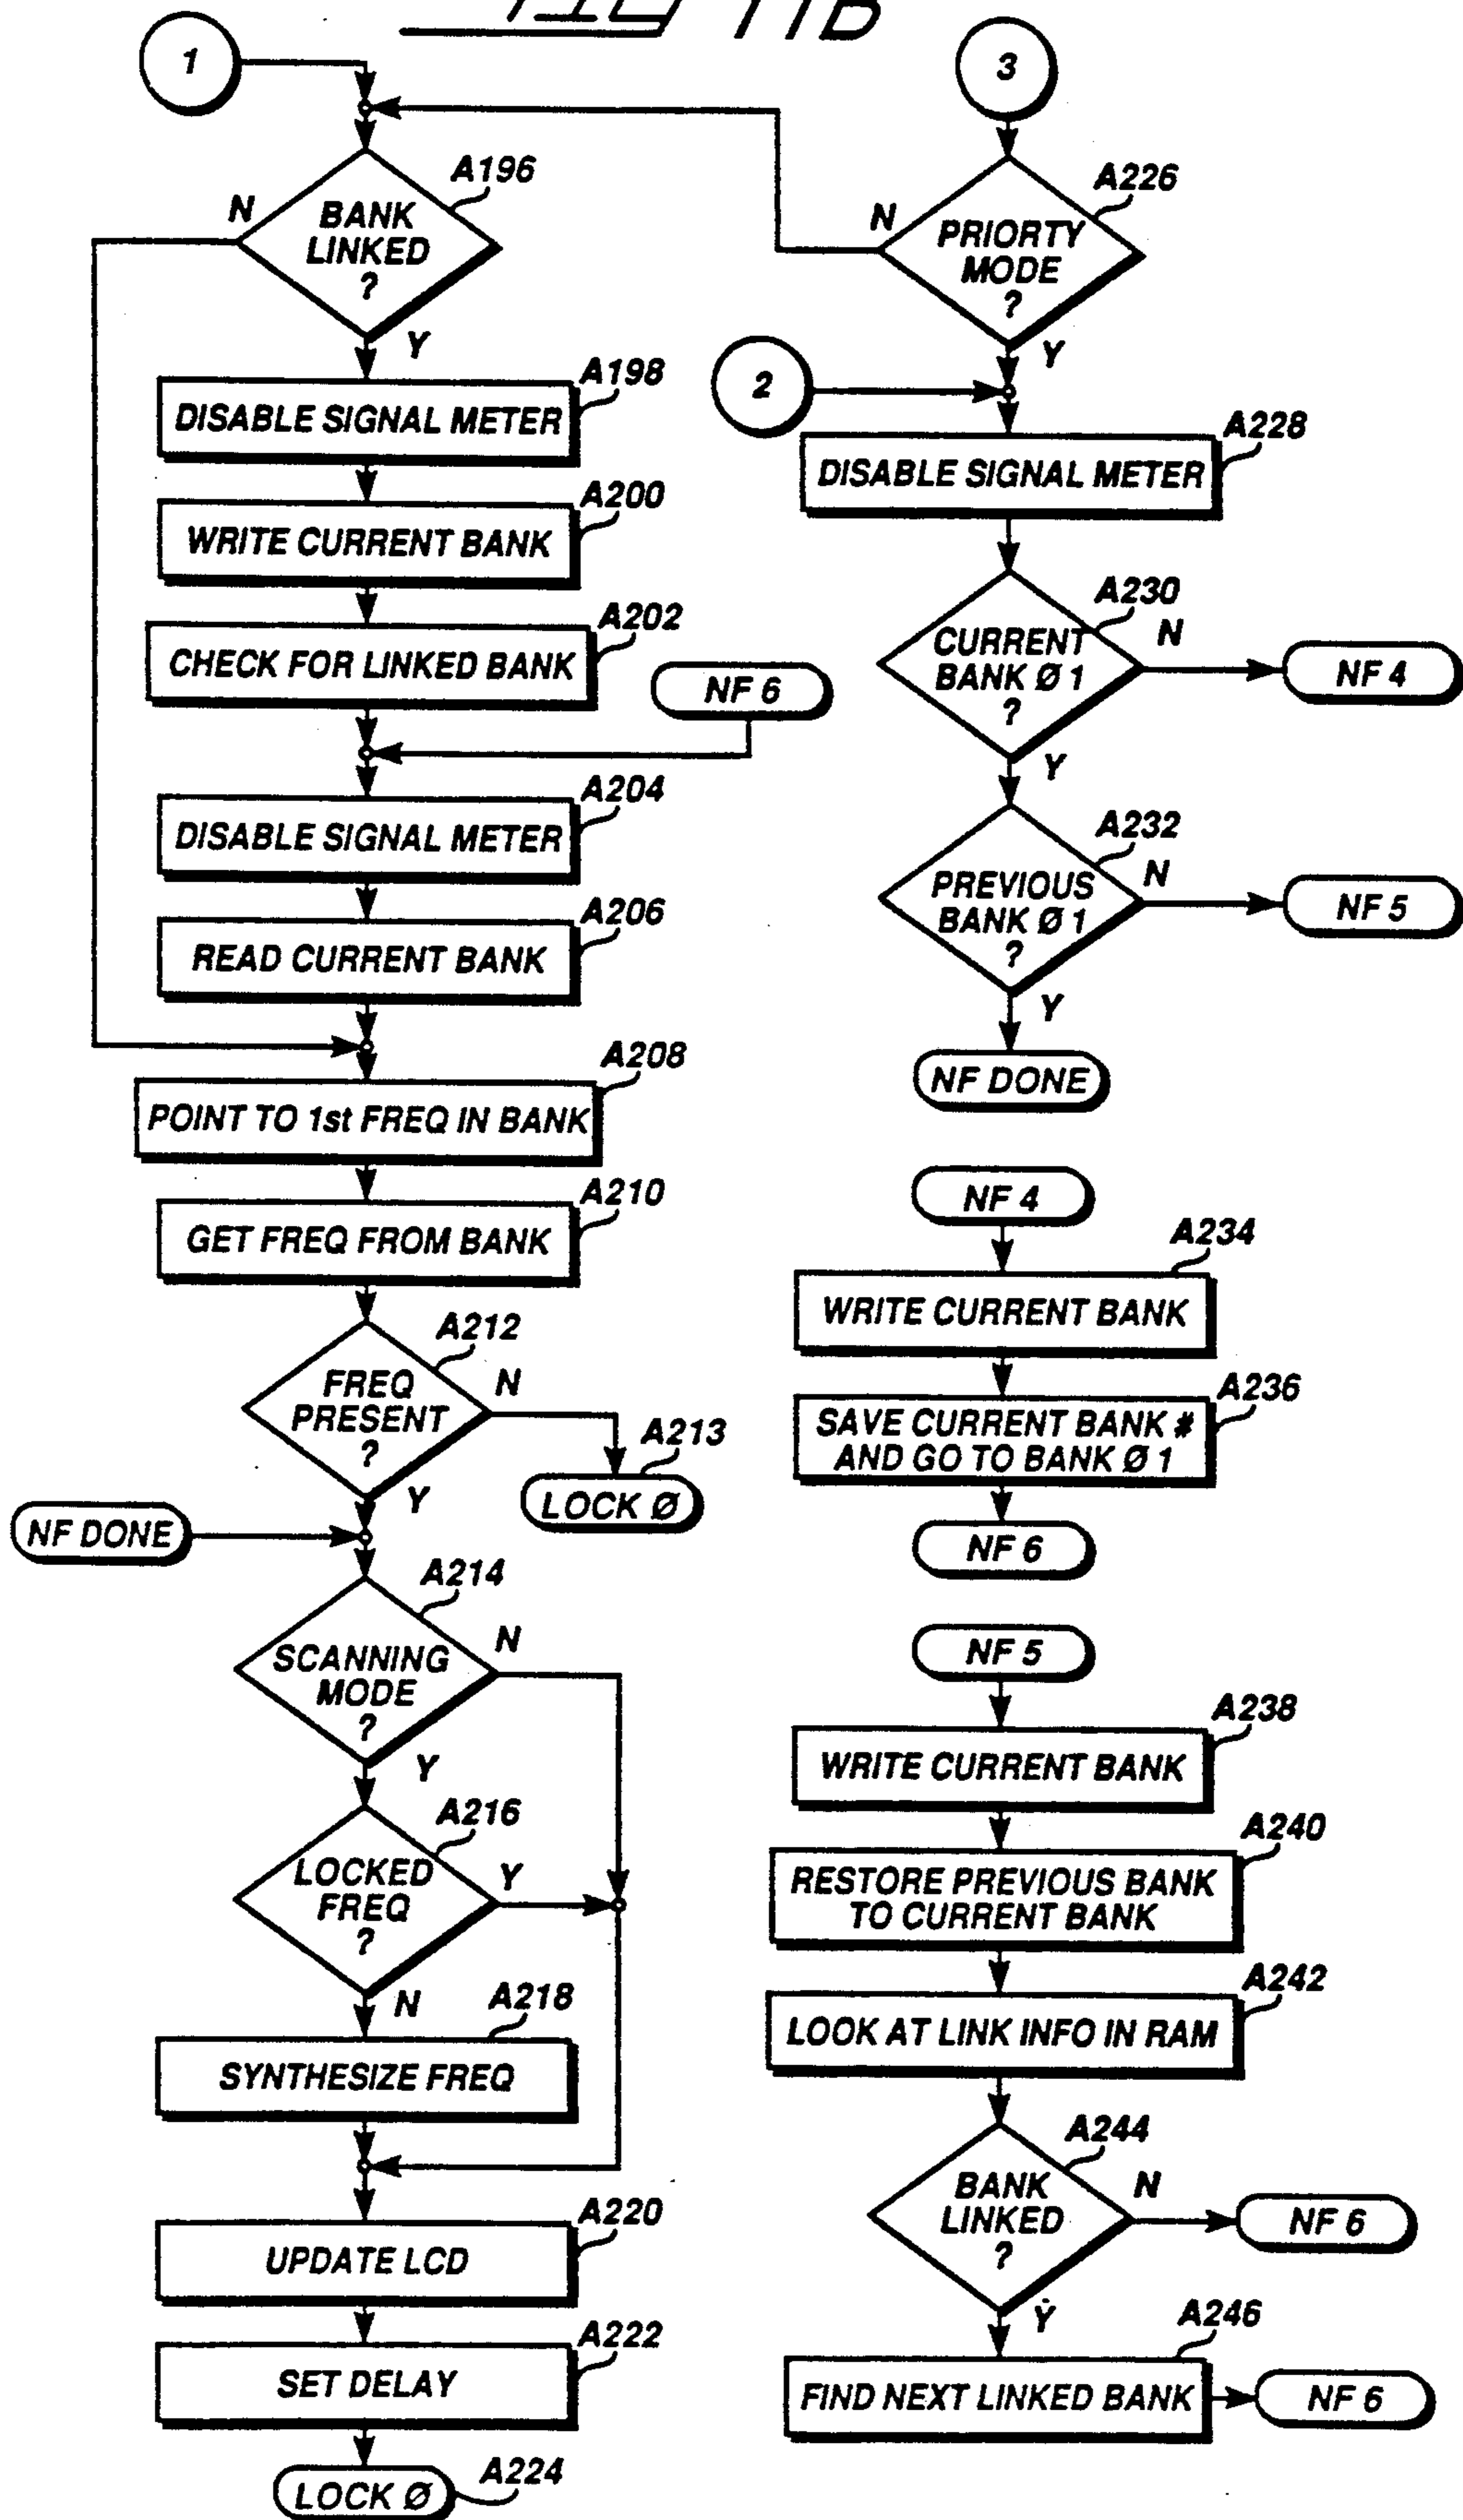 FIG 11B
1
A196
N
BANK
LINKED
?
Y
A198
DISABLE SIGNAL METER
A200
WRITE CURRENT BANK
A202
CHECK FOR LINKED BANK
NF 6
A204
DISABLE SIGNAL METER
A206
READ CURRENT BANK
A208
POINT TO 1st FREQ IN BANK
A210
GET FREQ FROM BANK
A212
FREQ
PRESENT
?
N
A213
LOCK Ø
Y
NF DONE
A214
SCANNING
MODE
?
N
Y
A216
LOCKED
FREQ
?
Y
N
A218
SYNTHESIZE FREQ
A220
UPDATE LCD
A222
SET DELAY
A224
LOCK Ø
3
A226
N
PRIORTY
MODE
?
Y
2
A228
DISABLE SIGNAL METER
A230
CURRENT
BANK Ø 1
?
N
NF 4
Y
A232
PREVIOUS
BANK Ø 1
?
N
NF 5
Y
NF DONE
NF 4
A234
WRITE CURRENT BANK
A236
SAVE CURRENT BANK #
AND GO TO BANK Ø 1
NF 6
NF 5
A238
WRITE CURRENT BANK
A240
RESTORE PREVIOUS BANK
TO CURRENT BANK
A242
LOOK AT LINK INFO IN RAM
A244
BANK
LINKED
?
N
NF 6
Y
A246
FIND NEXT LINKED BANK
NF 6